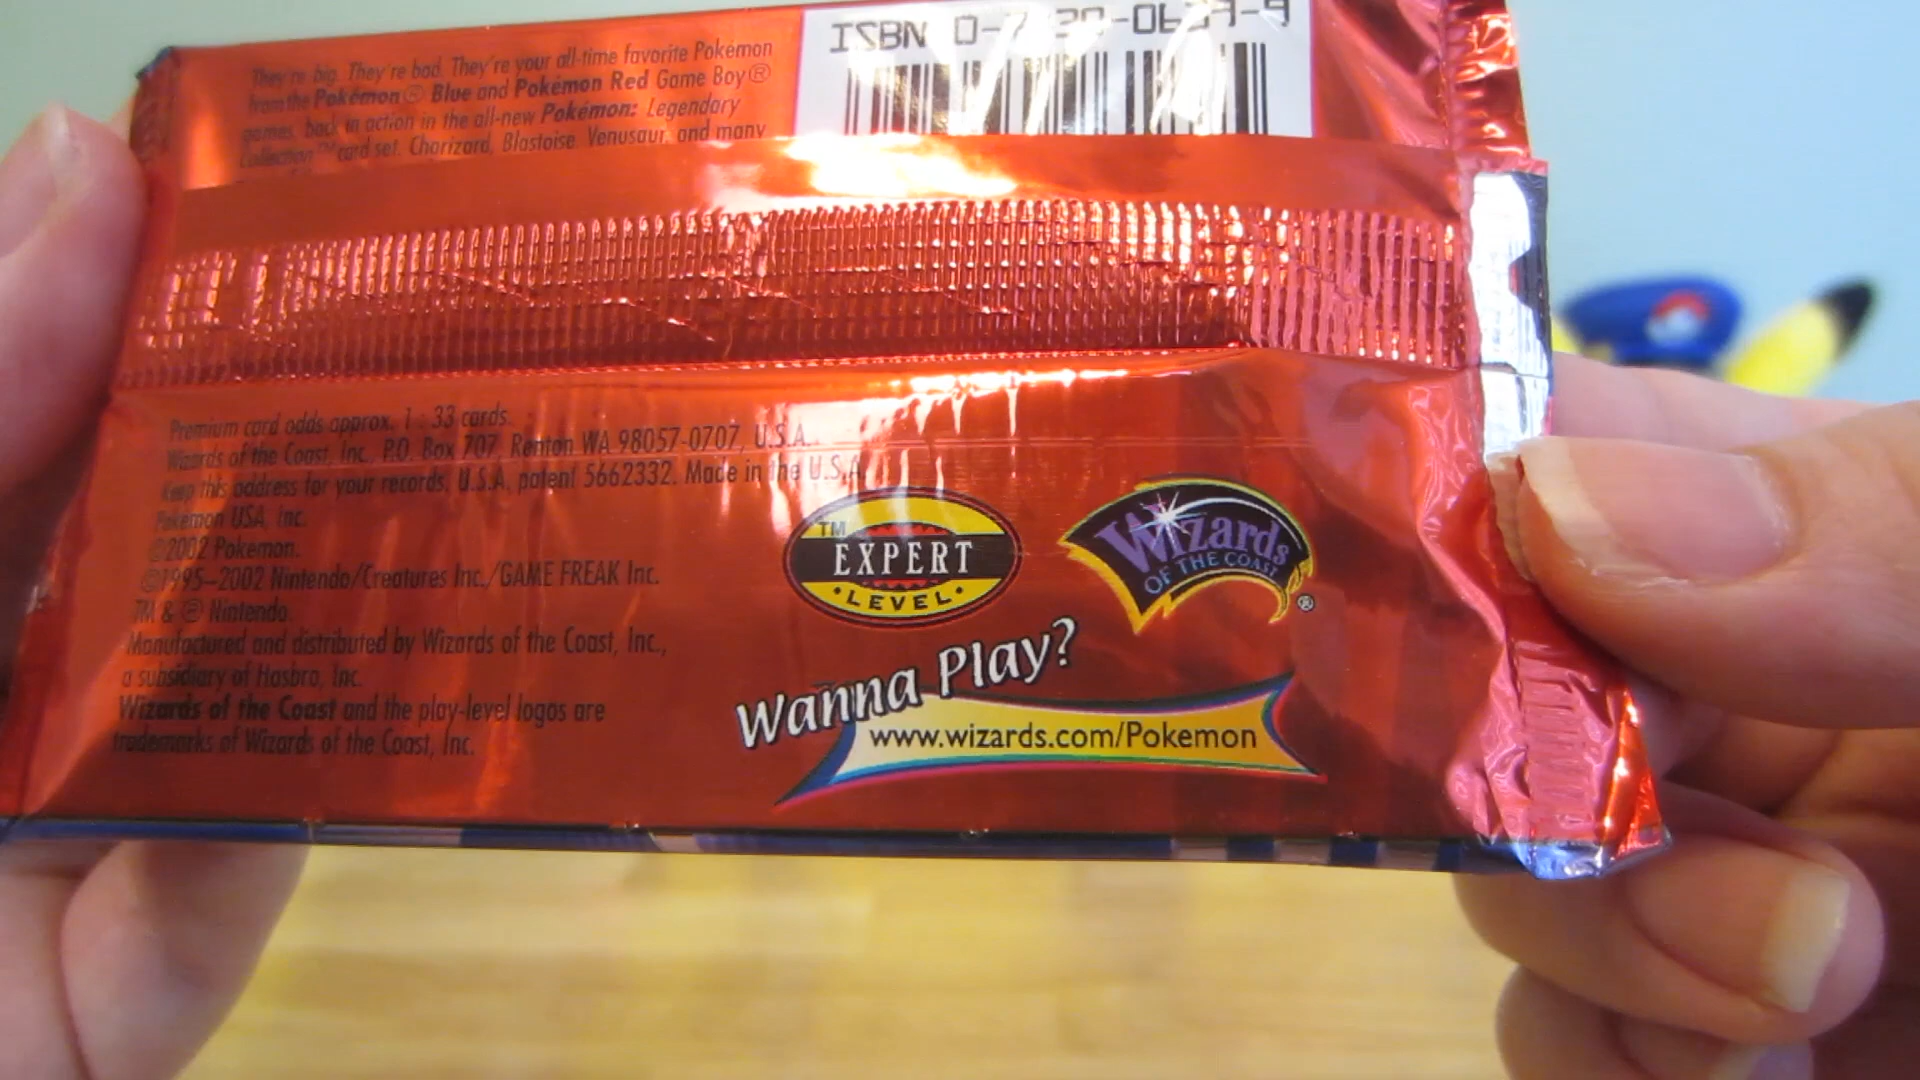 They're big. They're bad. They're your all-time favorite Pokémon
from the Pokémon® Blue and Pokémon Red Game Boy®
games, back in action in the all-new Pokémon: Legendary
Collection™ card set. Charizard, Blastoise, Venusaur, and many
ISBN 0-7
Premium card odds approx. 1 : 33 cards.
Wizards of the Coast, Inc., P.O. Box 707, Renton WA 98057-0707, U.S.A.
Keep this address for your records. U.S.A. patent 5662332. Made in the U.S.A.
Pokémon USA, Inc.
©2002 Pokémon.
©1995–2002 Nintendo/Creatures Inc./GAME FREAK Inc.
TM & ® Nintendo.
Manufactured and distributed by Wizards of the Coast, Inc.,
a subsidiary of Hasbro, Inc.
Wizards of the Coast and the play-level logos are
trademarks of Wizards of the Coast, Inc.
TM
EXPERT
•LEVEL•
Wizards
OF THE COAST
®
Wanna Play?
www.wizards.com/Pokemon